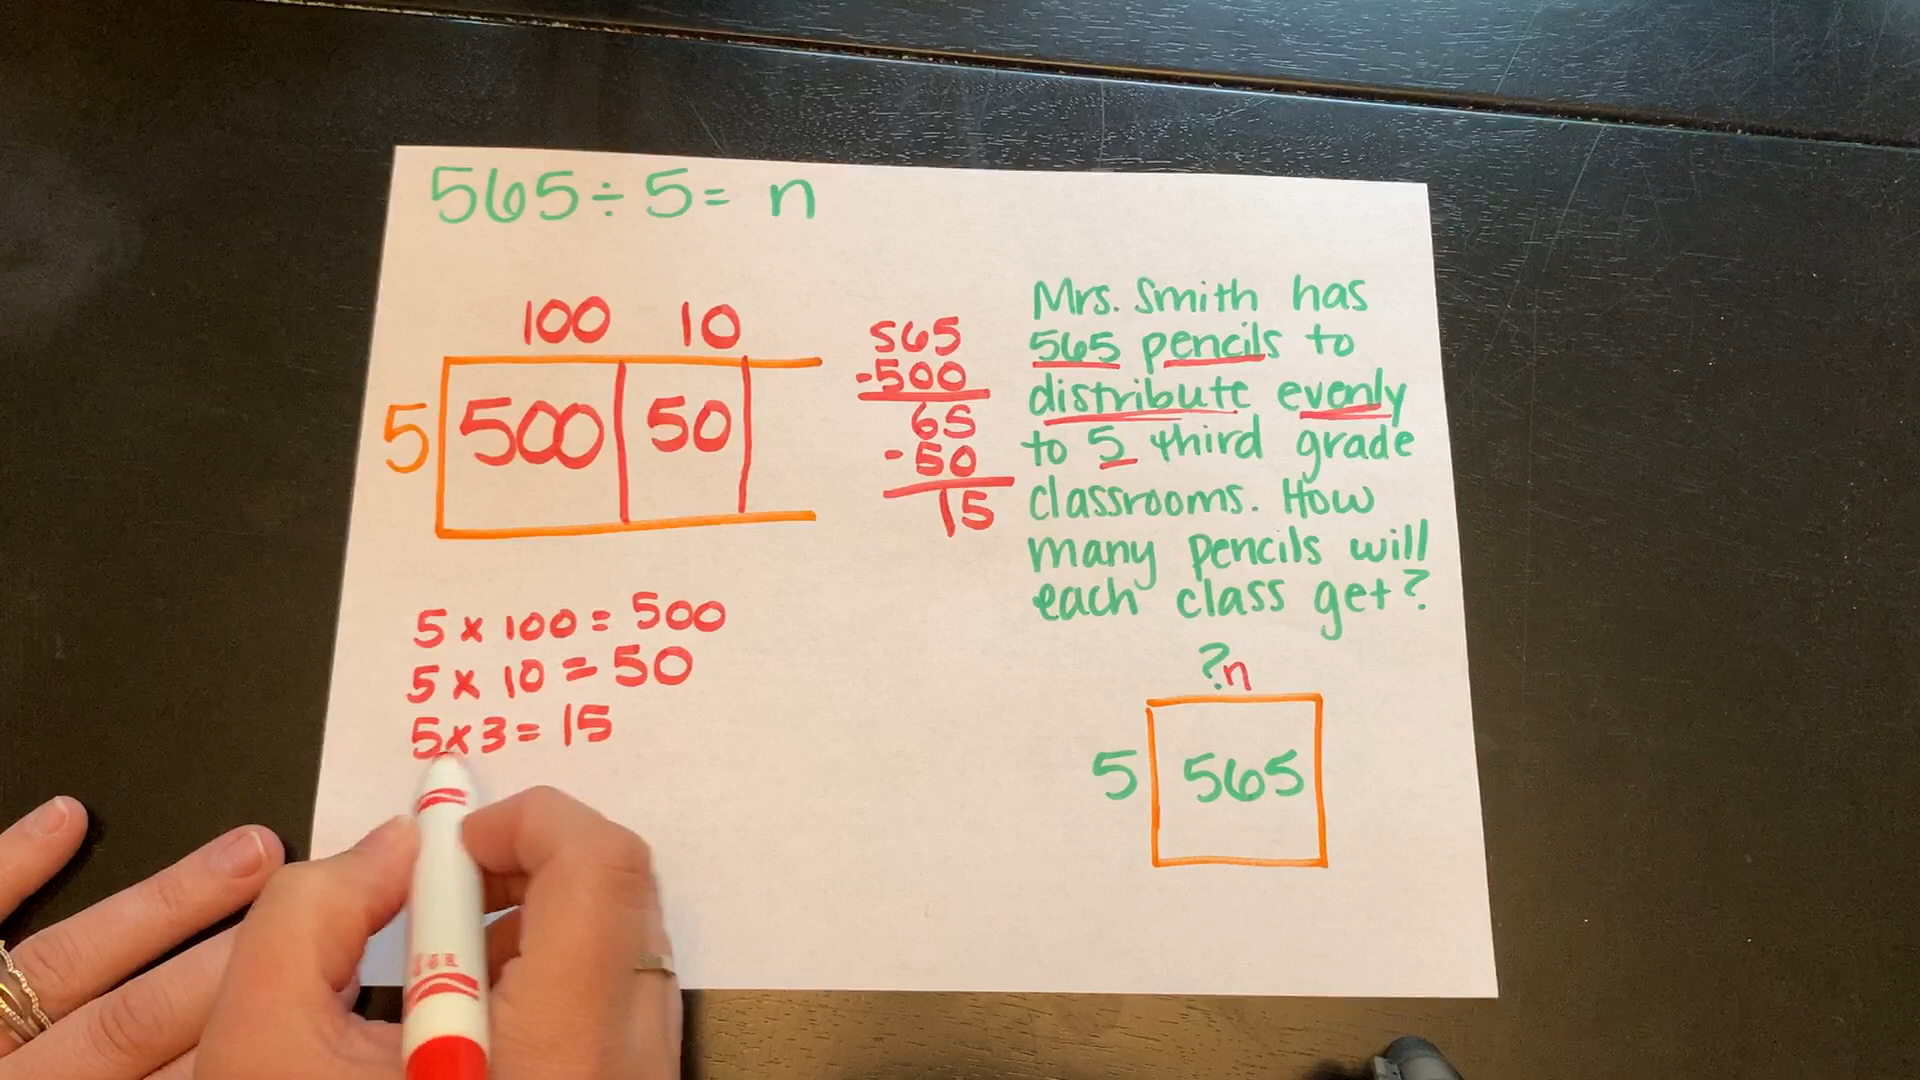 565 ÷ 5 = n
100 10
5 500 50
5 x 100 = 500
5 x 10 = 50
5 x 3 = 15
565
-500
65
-50
15
Mrs. Smith has
565 pencils to
distribute evenly
to 5 third grade
classrooms. How
many pencils will
each class get?
?n
5 565